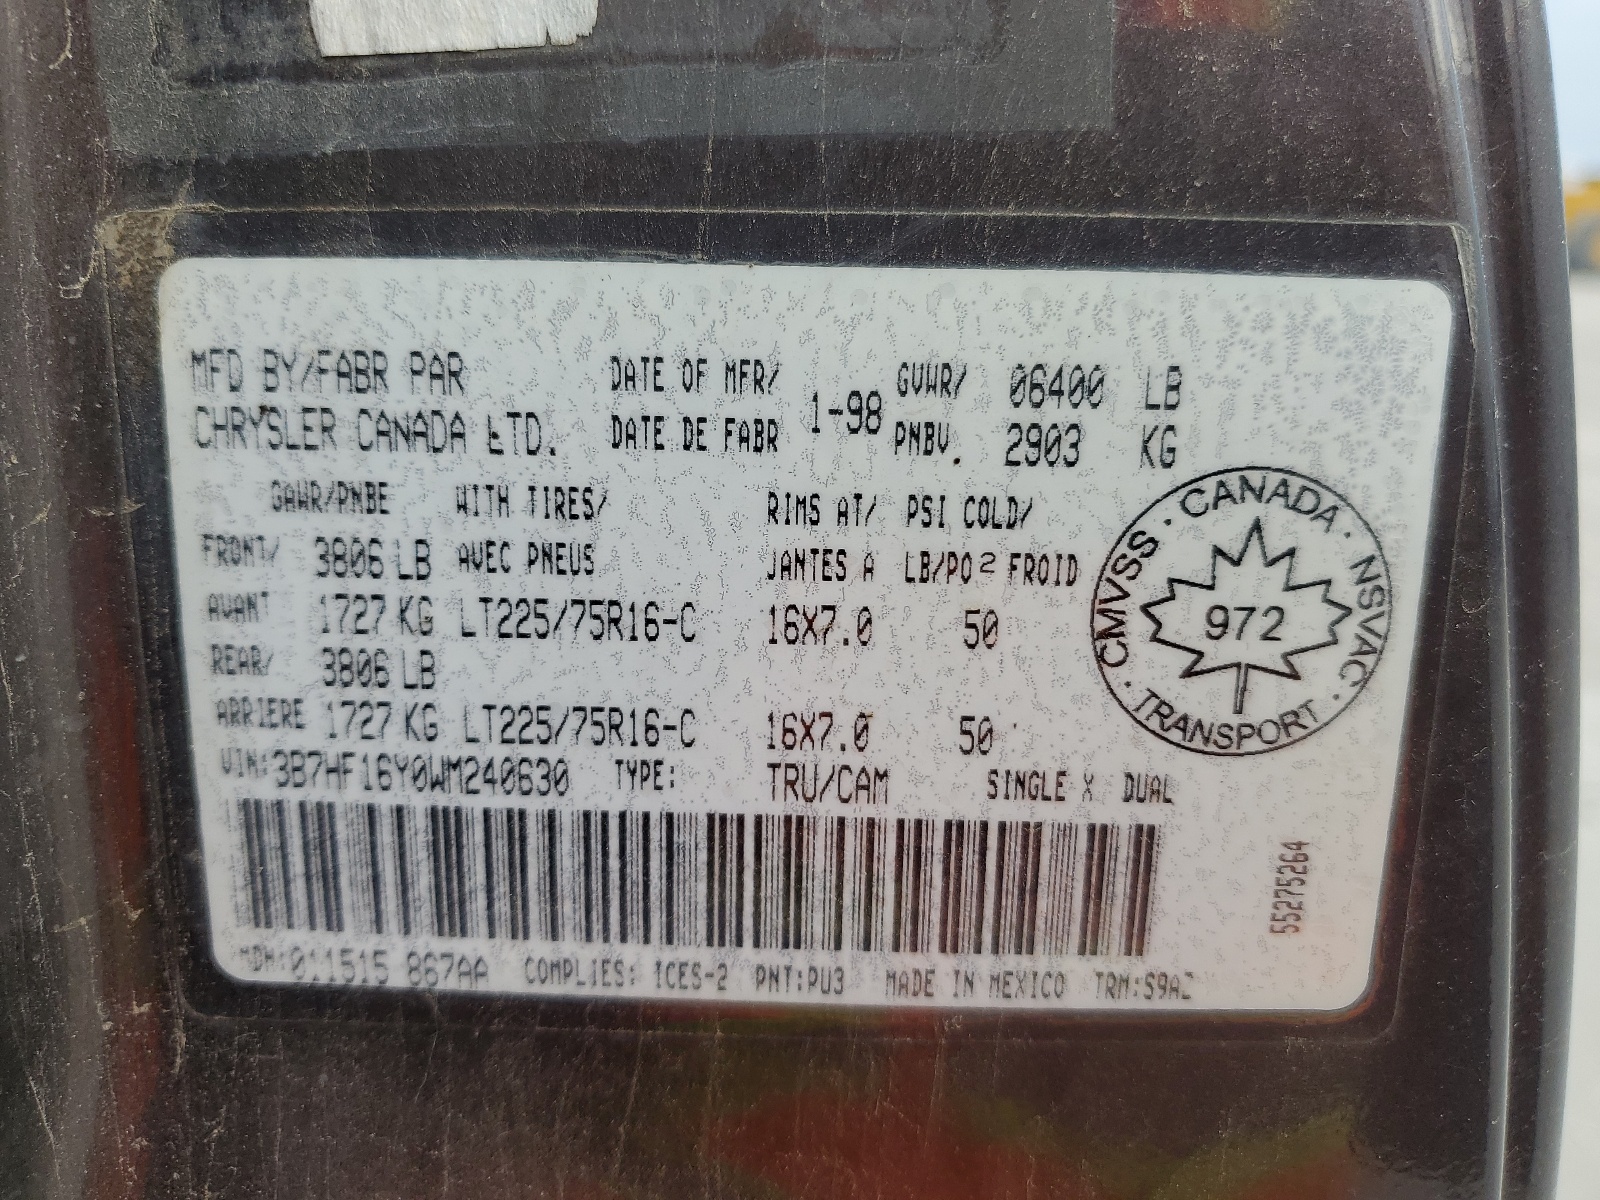 MFD BY/FABR PAR DATE OF MFR/ GVWR/ 06400 LB
CHRYSLER CANADA LTD. DATE DE FABR 1-98 PNBV. 2903 KG
GAWR/PNBE WITH TIRES/ RIMS AT/ PSI COLD/
FRONT/ 3806 LB AVEC PNEUS JANTES A LB/PO² FROID
AVANT 1727 KG LT225/75R16-C 16X7.0 50
REAR/ 3806 LB
ARRIERE 1727 KG LT225/75R16-C 16X7.0 50
VIN:3B7HF16Y0WM240630 TYPE: TRU/CAM SINGLE X DUAL
CANADA · NSVAC · TRANSPORT · CMVSS ·
972
55275264
MDH:011515 867AA COMPLIES: ICES-2 PNT:PU3 MADE IN MEXICO TRM:S9AZ